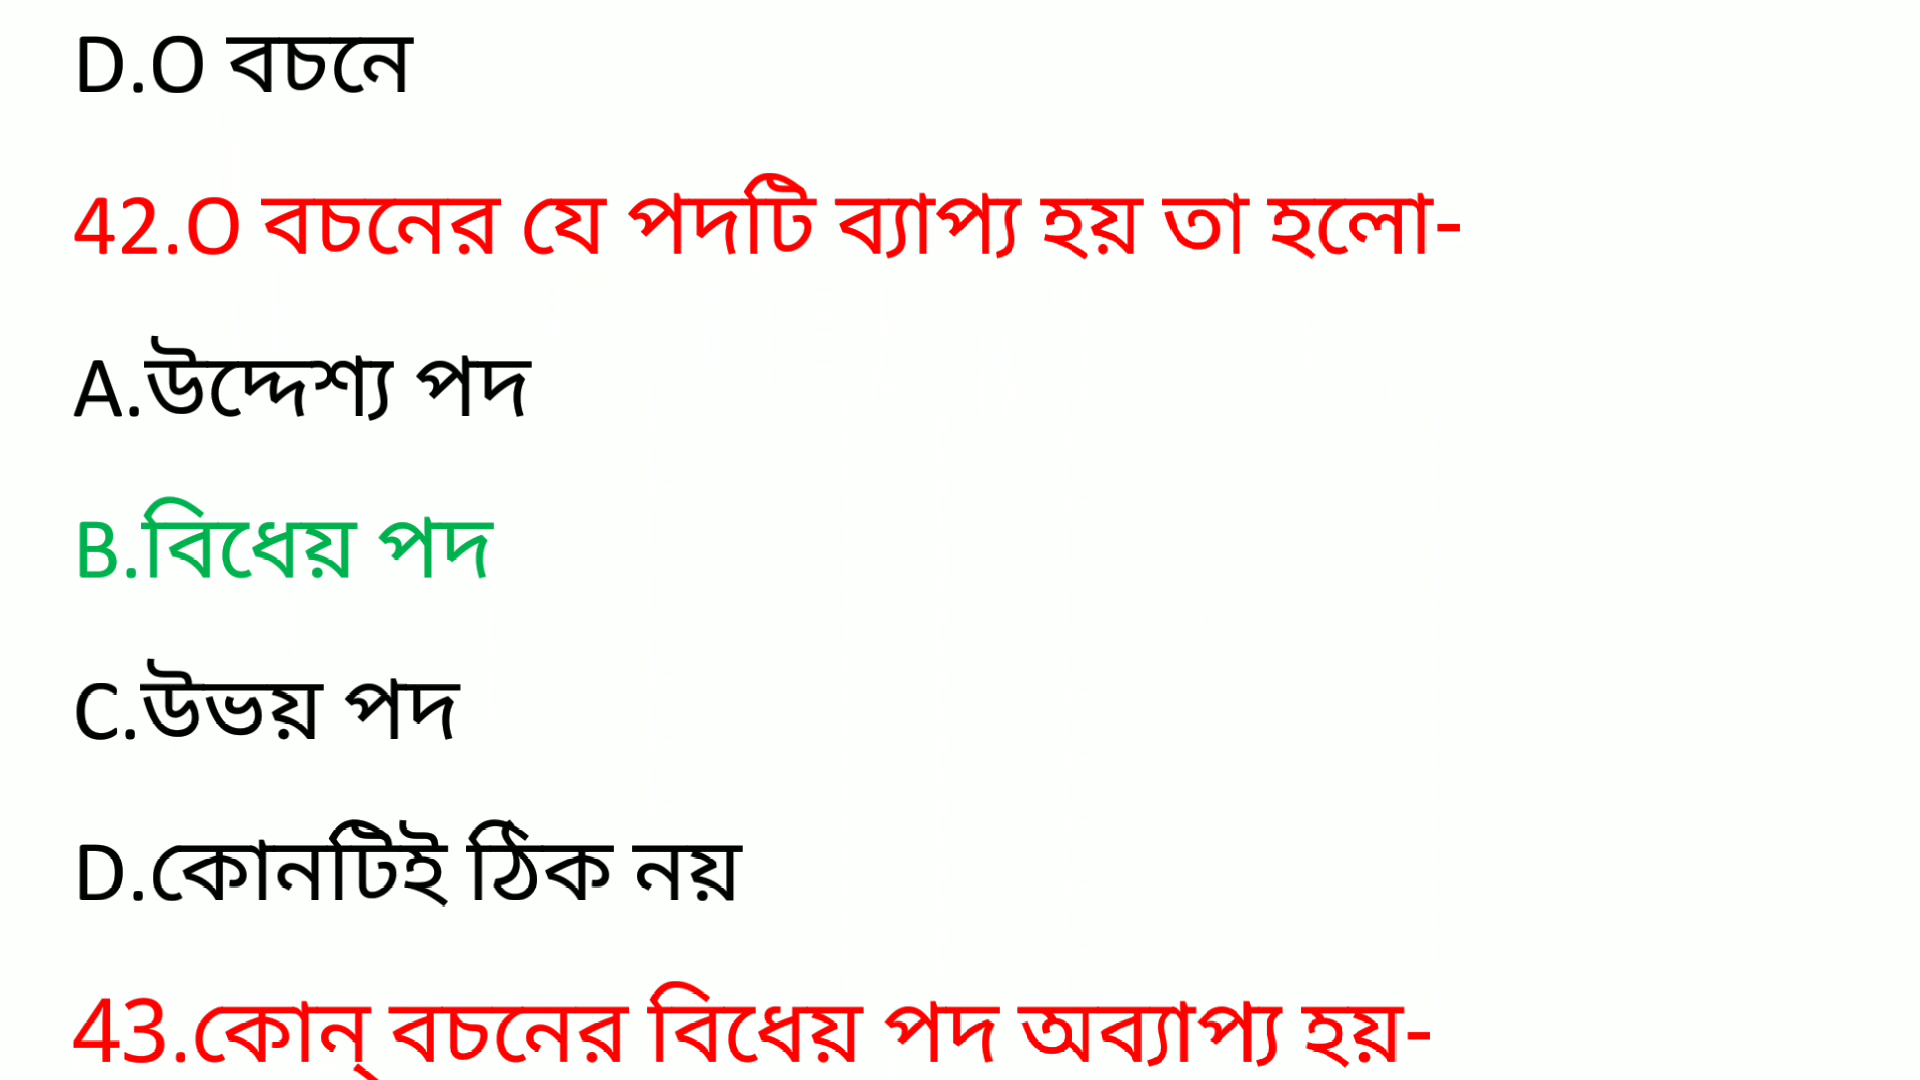 D.O বচনে
42.O বচনের যে পদটি ব্যাপ্য হয় তা হলো-
A.উদ্দেশ্য পদ
B.বিধেয় পদ
C.উভয় পদ
D.কোনটিই ঠিক নয়
43.কোন্ বচনের বিধেয় পদ অব্যাপ্য হয়-